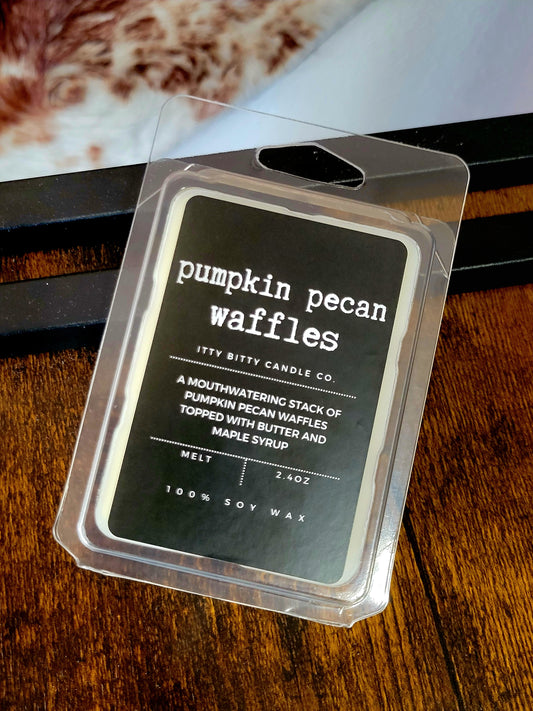 pumpkin pecan
waffles
ITTY BITTY CANDLE CO.
A MOUTHWATERING STACK OF
PUMPKIN PECAN WAFFLES
TOPPED WITH BUTTER AND
MAPLE SYRUP
MELT
2.4OZ
100% SOY WAX